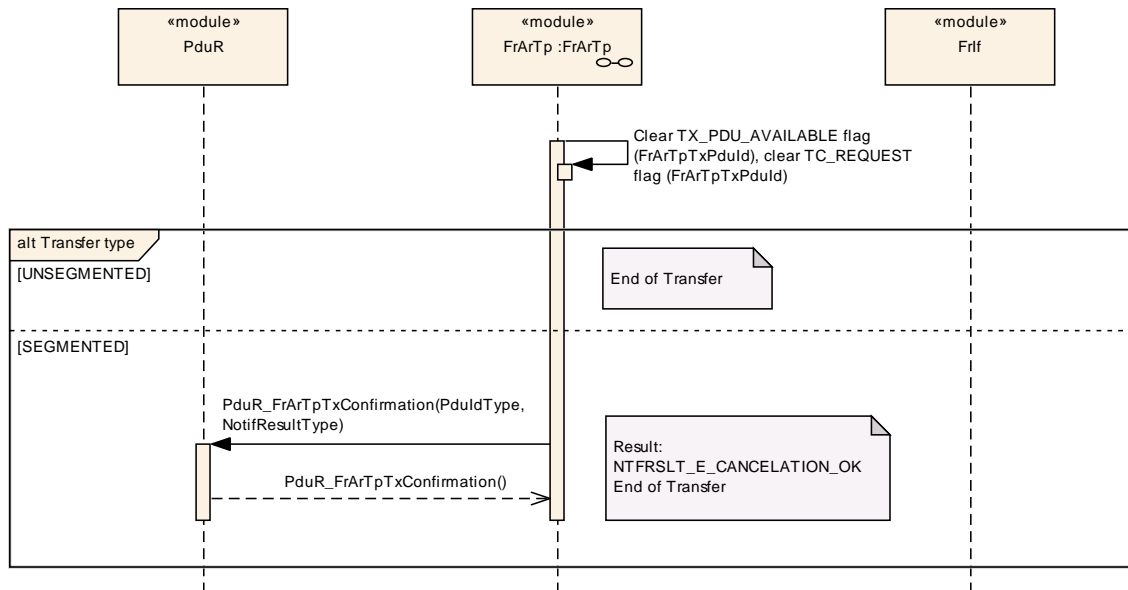 «module»
PduR
«module»
FrArTp :FrArTp
«module»
FrIf
Clear TX_PDU_AVAILABLE flag
(FrArTpTxPduId), clear TC_REQUEST
flag (FrArTpTxPduId)
alt Transfer type
[UNSEGMENTED]
End of Transfer
[SEGMENTED]
PduR_FrArTpTxConfirmation(PduIdType,
NotifResultType)
Result:
NTFRSLT_E_CANCELATION_OK
End of Transfer
PduR_FrArTpTxConfirmation()